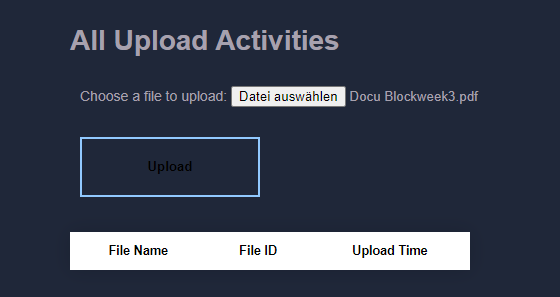 All Upload Activities
Choose a file to upload: Datei auswählen Docu Blockweek3.pdf
Upload
File Name File ID Upload Time